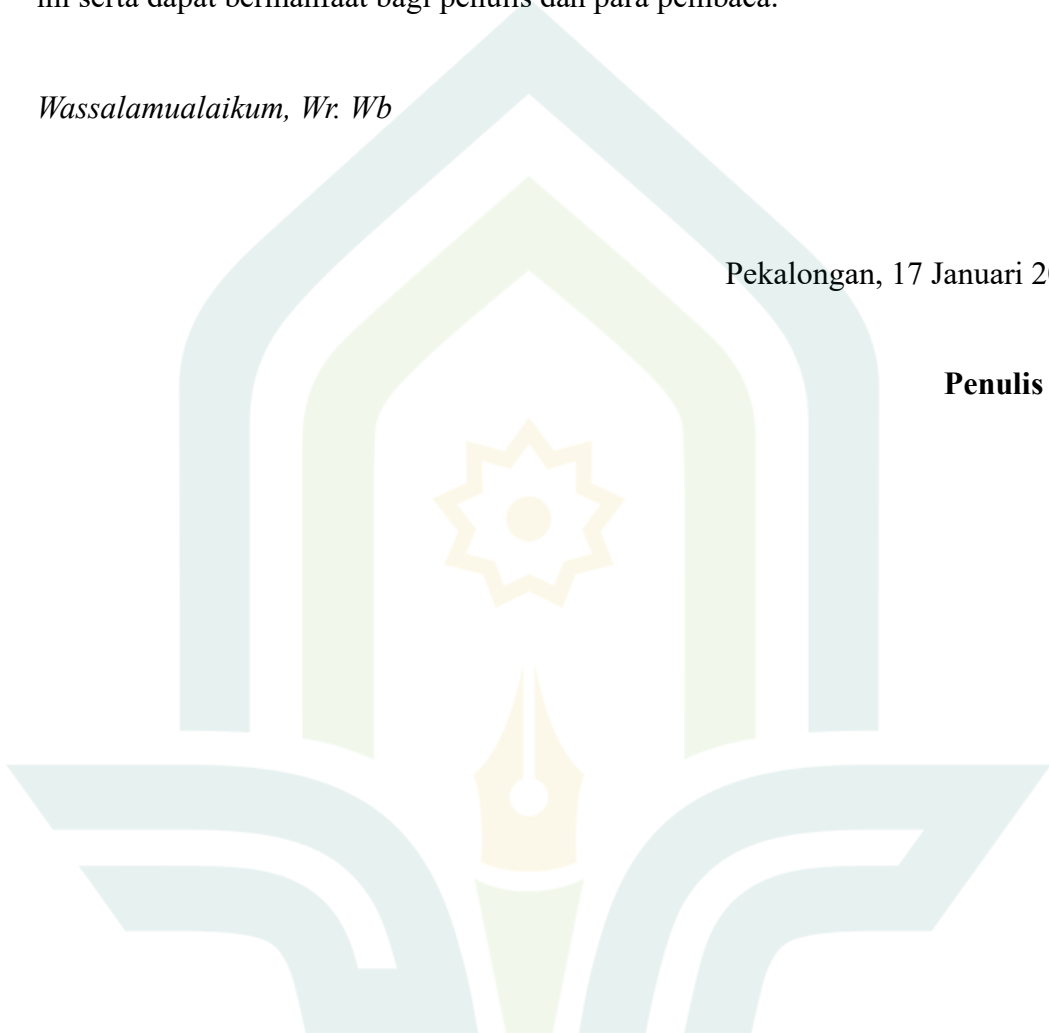 ini serta dapat bermanfaat bagi penulis dan para pembaca.
Wassalamualaikum, Wr. Wb
Pekalongan, 17 Januari
Penulis